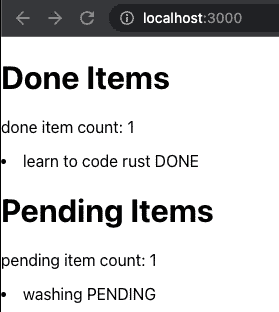 localhost:3000
Done Items
done item count: 1
• learn to code rust DONE
Pending Items
pending item count: 1
• washing PENDING